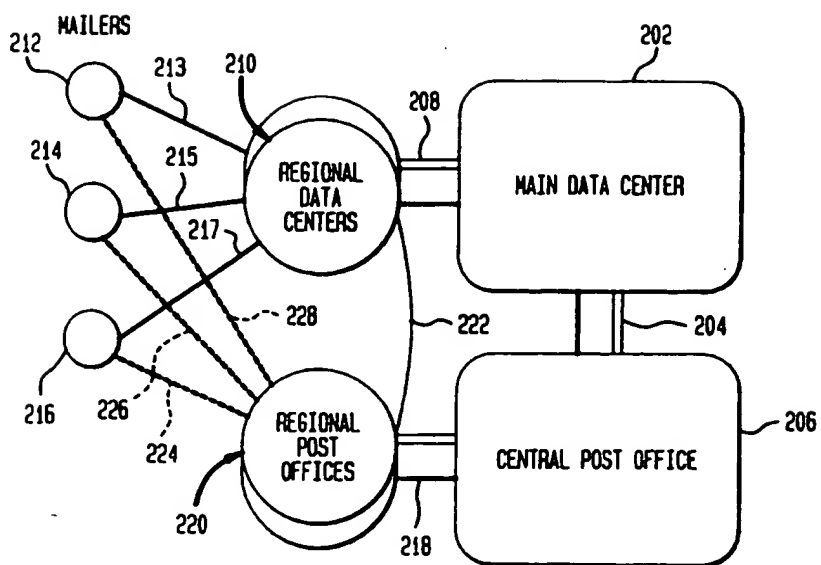 MAILERS
212
213
210
208
202
214
215
REGIONAL
DATA
CENTERS
MAIN DATA CENTER
217
228
222
204
216
226
224
REGIONAL
POST
OFFICES
CENTRAL POST OFFICE
206
220
218